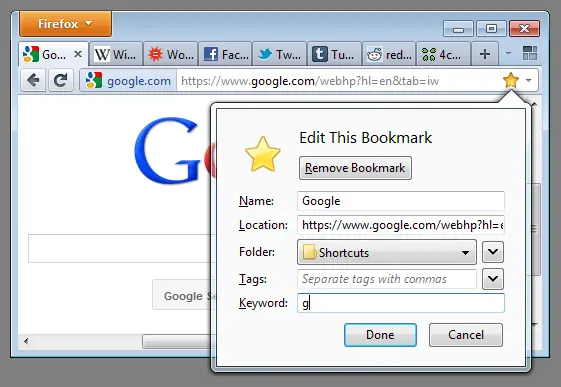 Firefox
Go... Wi... Wo... Fac... Tw... Tu... red... 4c...
google.com https://www.google.com/webhp?hl=en&tab=iw
Edit This Bookmark
Remove Bookmark
Go
Name: Google
Location: https://www.google.com/webhp?hl=e
Folder: Shortcuts
Tags: Separate tags with commas
Google Se
Keyword: g
Done Cancel